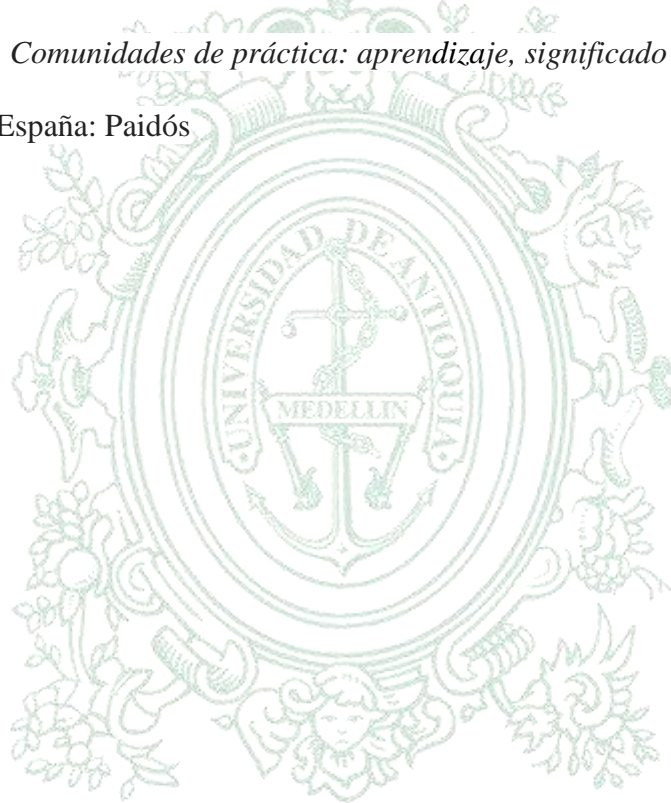 Comunidades de práctica: aprendizaje, significado
España: Paidós
UNIVERSIDAD DE ANTIOQUIA
MEDELLIN